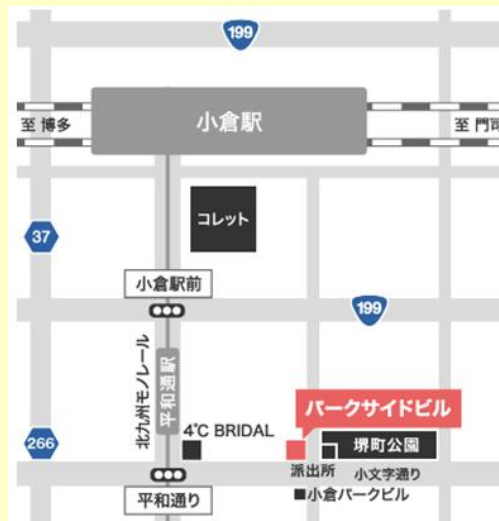 199
小倉駅
至 博多
至 門司
コレット
37
小倉駅前
199
北九州モノレール
平和通駅
パークサイドビル
4℃ BRIDAL
266
堺町公園
派出所
小文字通り
平和通り
■小倉パークビル